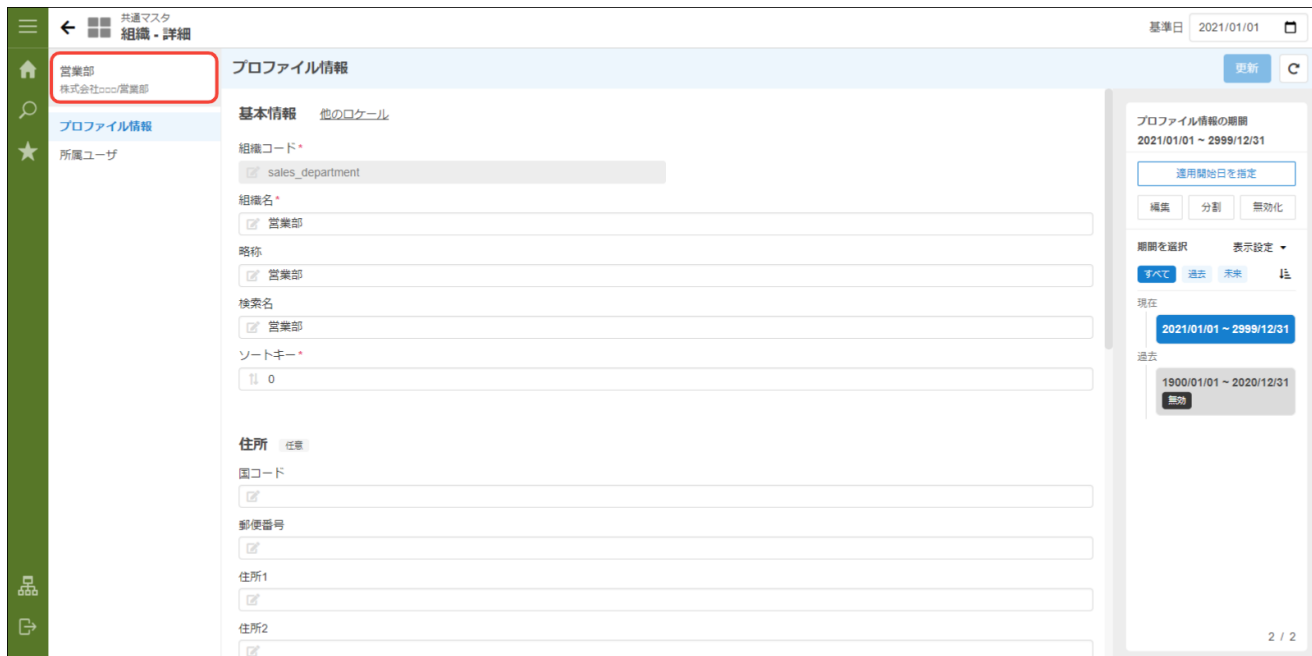 共通マスタ
組織 - 詳細
基準日 2021/01/01
営業部
株式会社□□□/営業部
プロファイル情報
所属ユーザ
プロファイル情報
更新
基本情報 他のロケール
組織コード*
sales_department
組織名*
営業部
略称
営業部
検索名
営業部
ソートキー*
0
住所 任意
国コード
郵便番号
住所1
住所2
プロファイル情報の期間
2021/01/01 ~ 2999/12/31
適用開始日を指定
編集 分割 無効化
期間を選択 表示設定
すべて 過去 未来
現在
2021/01/01 ~ 2999/12/31
過去
1900/01/01 ~ 2020/12/31
無効
2 / 2